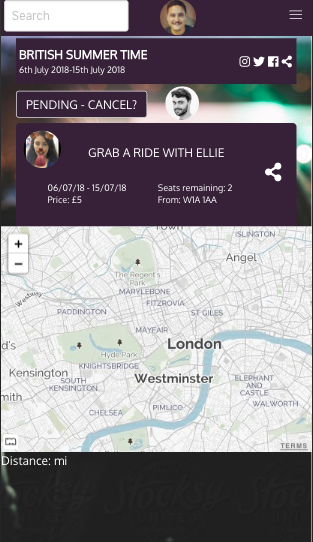 Search
BRITISH SUMMER TIME
6th July 2018-15th July 2018
PENDING - CANCEL?
GRAB A RIDE WITH ELLIE
06/07/18 - 15/07/18
Seats remaining: 2
Price: £5
From: W1A 1AA
+
−
TOWN
ISLINGTON
Angel
The Regent's
Park
MARYLEBONE
Westway
FITZROVIA
PADDINGTON
ST GILES
MAYFAIR
London
Hyde Park
KNIGHTSBRIDGE
Kensington
SOUTH
KENSINGTON
Westminster
ELEPHANT
AND
CASTLE
PIMLICO
WALWORTH
CHELSEA
TERMS
Distance: mi